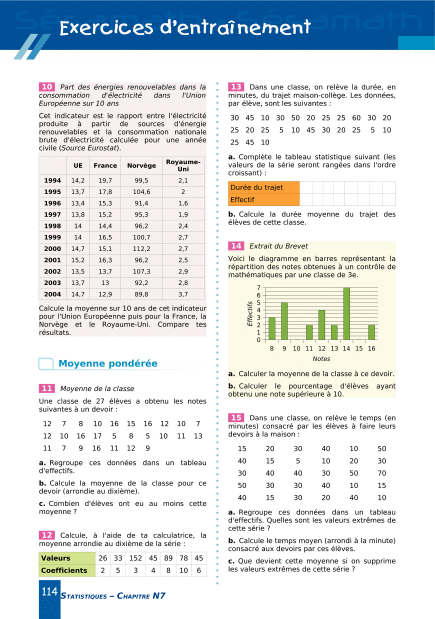 Exercices d'entraînement
10 Part des énergies renouvelables dans la
consommation d'électricité dans l'Union
Européenne sur 10 ans
Cet indicateur est le rapport entre l'électricité
produite à partir de sources d'énergie
renouvelables et la consommation nationale
brute d'électricité calculée pour une année
civile (Source Eurostat).
UE France Norvège Royaume-
Uni
1994 14,2 19,7 99,5 2,1
1995 13,7 17,8 104,6 2
1996 13,4 15,3 91,4 1,6
1997 13,8 15,2 95,3 1,9
1998 14 14,4 96,2 2,4
1999 14 16,5 100,7 2,7
2000 14,7 15,1 112,2 2,7
2001 15,2 16,3 96,2 2,5
2002 13,5 13,7 107,3 2,9
2003 13,7 13 92,2 2,8
2004 14,7 12,9 89,8 3,7
Calcule la moyenne sur 10 ans de cet indicateur
pour l'Union Européenne puis pour la France, la
Norvège et le Royaume-Uni. Compare tes
résultats.
Moyenne pondérée
11 Moyenne de la classe
Une classe de 27 élèves a obtenu les notes
suivantes à un devoir :
12 7 8 10 16 15 16 12 10 7
12 10 16 17 5 8 5 10 11 13
11 7 9 16 11 12 9
a. Regroupe ces données dans un tableau
d'effectifs.
b. Calcule la moyenne de la classe pour ce
devoir (arrondie au dixième).
c. Combien d'élèves ont eu au moins cette
moyenne ?
12 Calcule, à l'aide de ta calculatrice, la
moyenne arrondie au dixième de la série :
Valeurs 26 33 152 45 89 78 45
Coefficients 2 5 3 4 8 10 6
13 Dans une classe, on relève la durée, en
minutes, du trajet maison-collège. Les données,
par élève, sont les suivantes :
30 45 10 30 50 20 25 25 60 30 20
25 20 25 5 10 45 30 20 25 5 10
25 45 10
a. Complète le tableau statistique suivant (les
valeurs de la série seront rangées dans l'ordre
croissant) :
Durée du trajet
Effectif
b. Calcule la durée moyenne du trajet des
élèves de cette classe.
14 Extrait du Brevet
Voici le diagramme en barres représentant la
répartition des notes obtenues à un contrôle de
mathématiques par une classe de 3e.
7
6
5
4
3
2
1
0
Effectifs
8 9 10 11 12 13 14 15 16
Notes
a. Calculer la moyenne de la classe à ce devoir.
b. Calculer le pourcentage d'élèves ayant
obtenu une note supérieure à 10.
15 Dans une classe, on relève le temps (en
minutes) consacré par les élèves à faire leurs
devoirs à la maison :
15 20 30 40 10 50
40 15 5 10 20 30
30 40 40 30 50 70
50 30 30 40 10 15
40 15 30 20 40 10
a. Regroupe ces données dans un tableau
d'effectifs. Quelles sont les valeurs extrêmes de
cette série ?
b. Calcule le temps moyen (arrondi à la minute)
consacré aux devoirs par ces élèves.
c. Que devient cette moyenne si on supprime
les valeurs extrêmes de cette série ?
114 STATISTIQUES – CHAPITRE N7